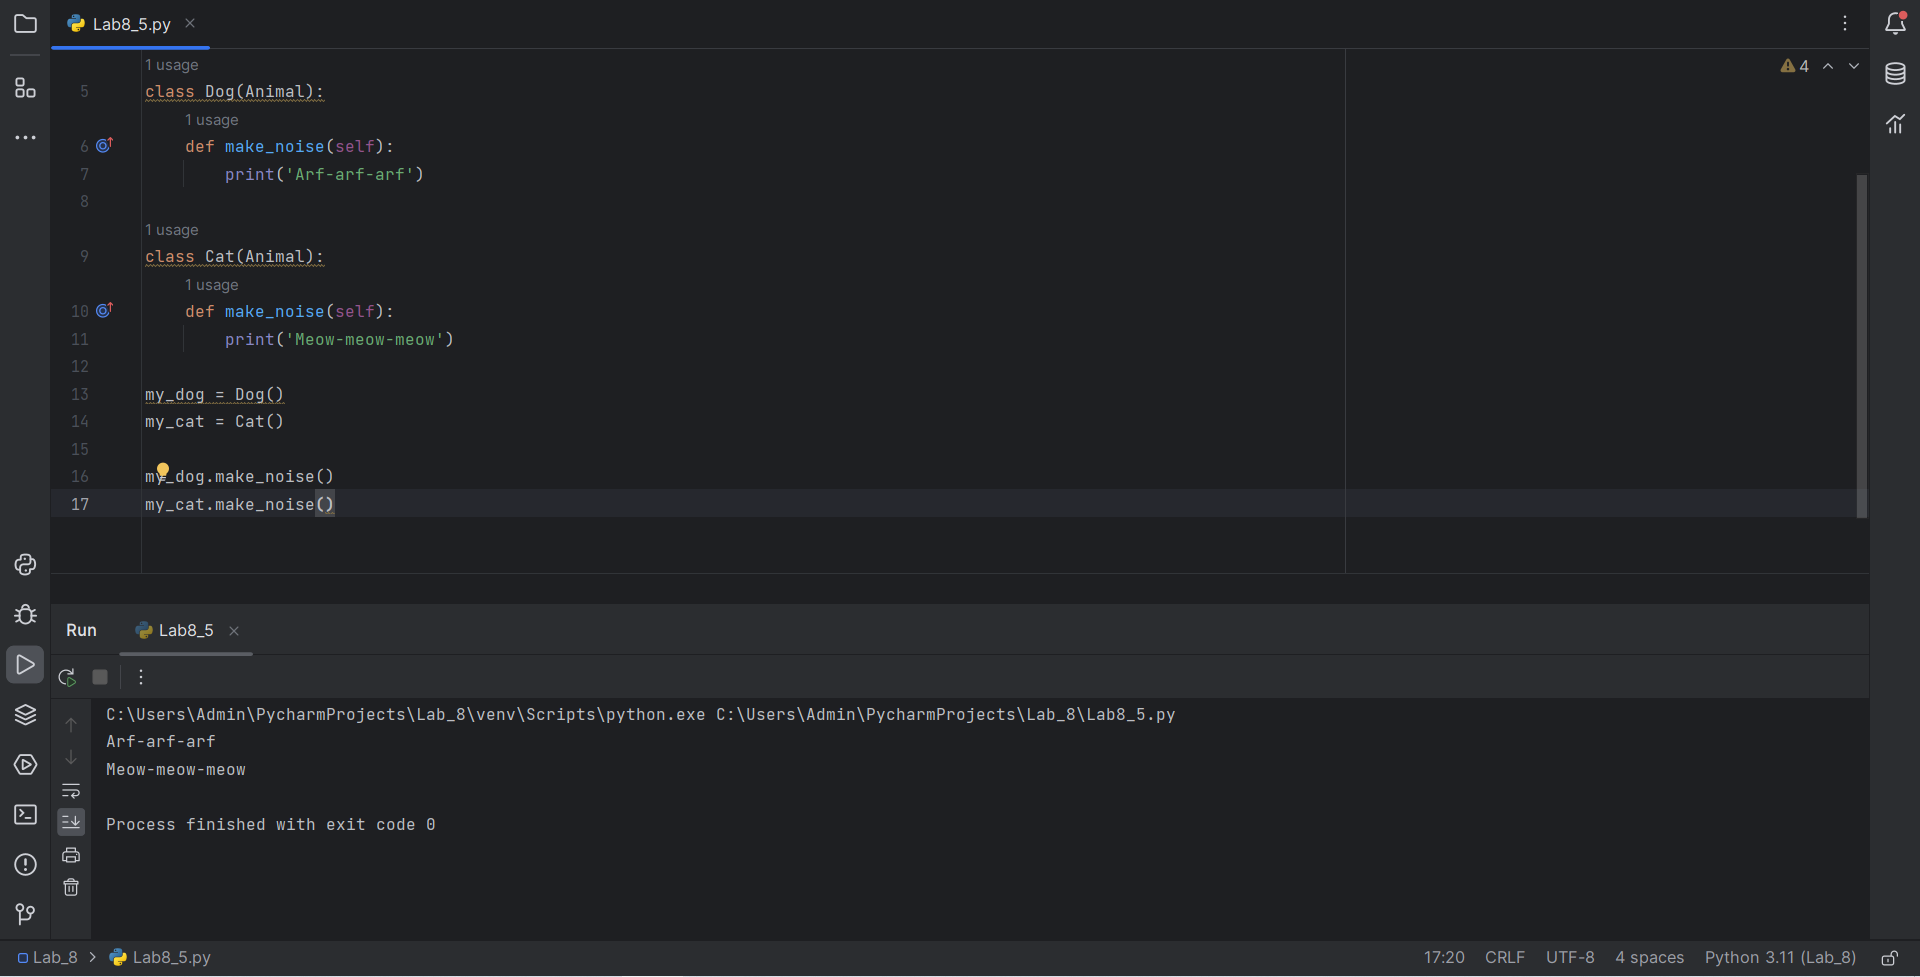 Lab8_5.py
1 usage
4
5 class Dog(Animal):
1 usage
6 def make_noise(self):
7 print('Arf-arf-arf')
8
1 usage
9 class Cat(Animal):
1 usage
10 def make_noise(self):
11 print('Meow-meow-meow')
12
13 my_dog = Dog()
14 my_cat = Cat()
15
16 my_dog.make_noise()
17 my_cat.make_noise()
Run Lab8_5
C:\Users\Admin\PycharmProjects\Lab_8\venv\Scripts\python.exe C:\Users\Admin\PycharmProjects\Lab_8\Lab8_5.py
Arf-arf-arf
Meow-meow-meow
Process finished with exit code 0
Lab_8 > Lab8_5.py 17:20 CRLF UTF-8 4 spaces Python 3.11 (Lab_8)